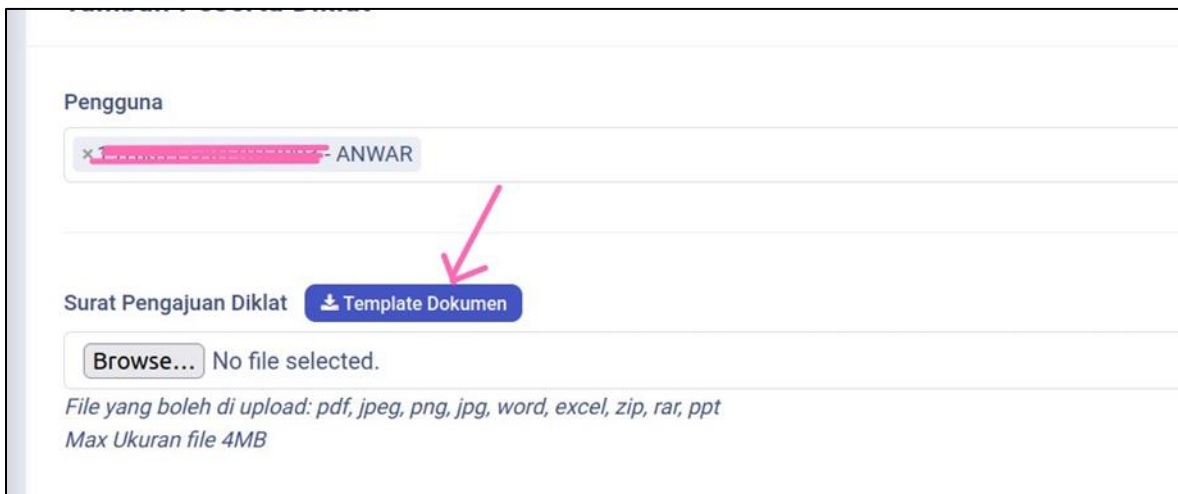 Pengguna
× - ANWAR
Surat Pengajuan Diklat Template Dokumen
Browse... No file selected.
File yang boleh di upload: pdf, jpeg, png, jpg, word, excel, zip, rar, ppt
Max Ukuran file 4MB